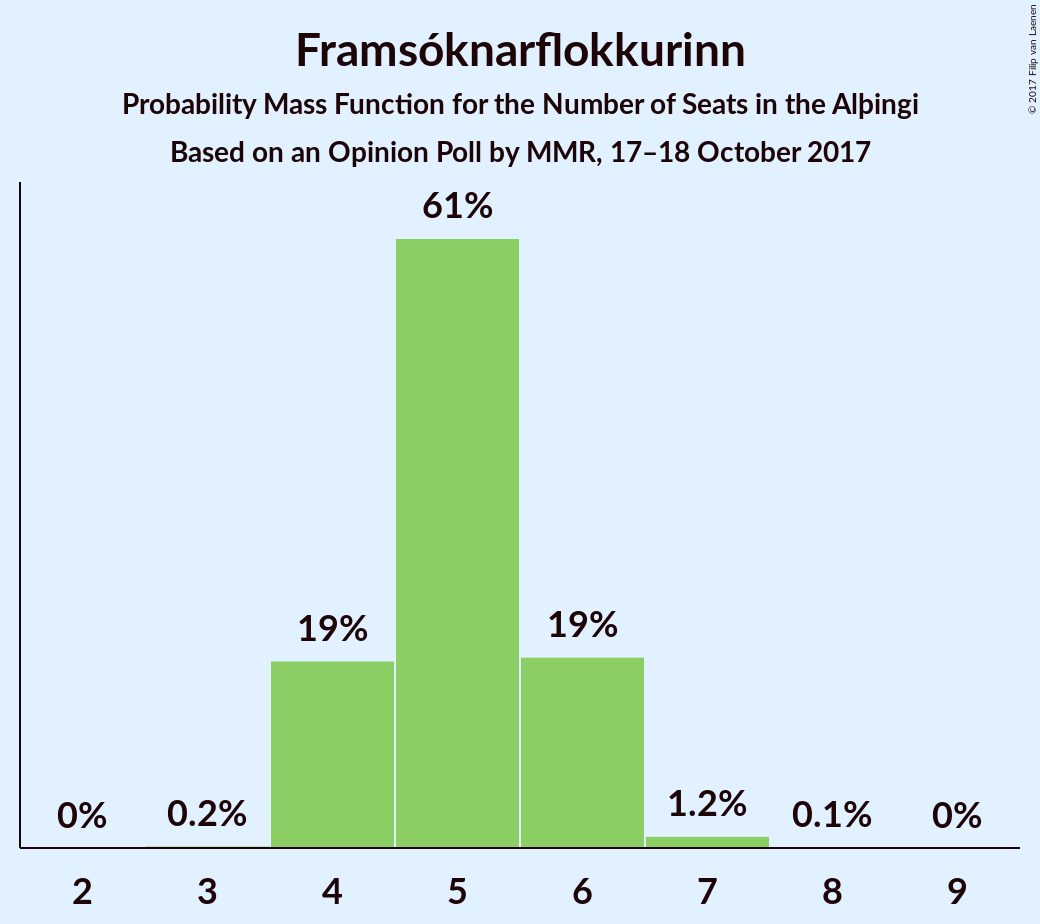 Framsóknarflokkurinn
Probability Mass Function for the Number of Seats in the Alþingi
Based on an Opinion Poll by MMR, 17–18 October 2017
© 2017 Filip van Laenen
61%
19%
19%
1.2%
0%
0.2%
0.1%
0%
2 3 4 5 6 7 8 9